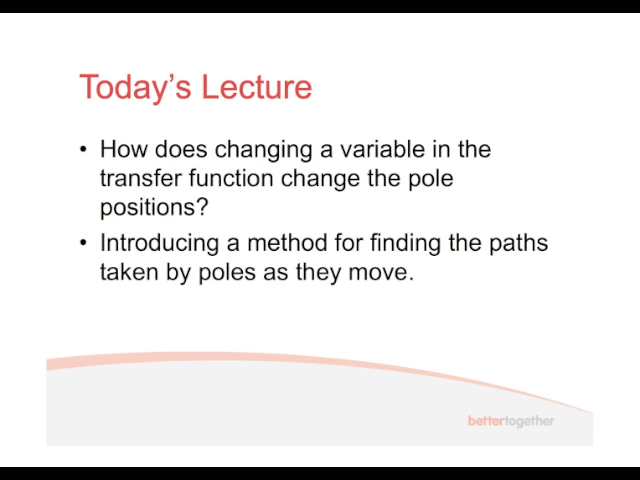 Today's Lecture
• How does changing a variable in the
transfer function change the pole
positions?
• Introducing a method for finding the paths
taken by poles as they move.
bettertogether